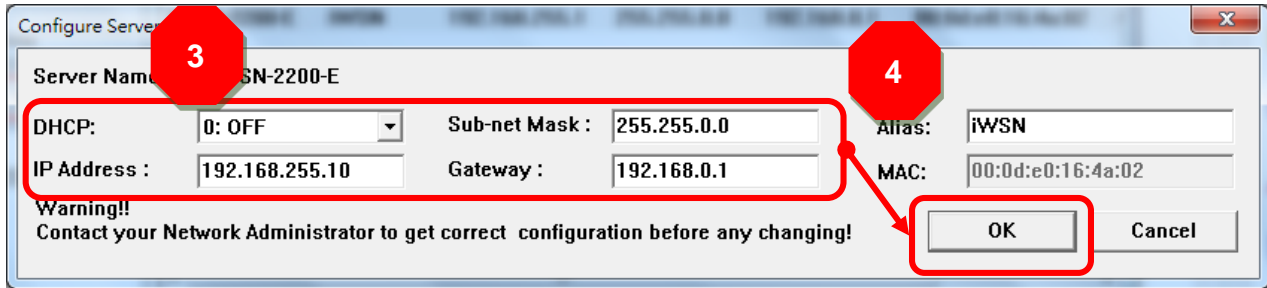 Configure Serve
3
4
Server Nam SN-2200-E
DHCP: 0: OFF Sub-net Mask : 255.255.0.0 Alias: iWSN
IP Address : 192.168.255.10 Gateway : 192.168.0.1 MAC: 00:0d:e0:16:4a:02
Warning!!
Contact your Network Administrator to get correct configuration before any changing!
OK Cancel